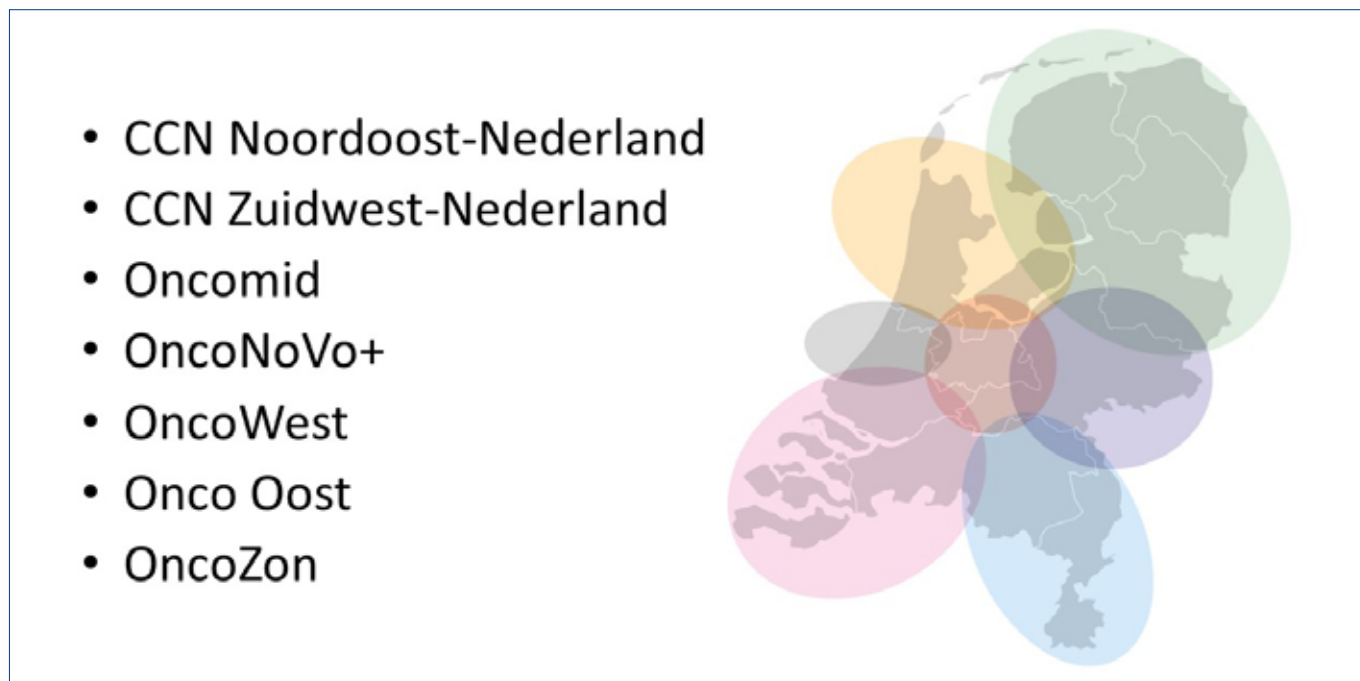 • CCN Noordoost-Nederland
• CCN Zuidwest-Nederland
• Oncomid
• OncoNoVo+
• OncoWest
• Onco Oost
• OncoZon